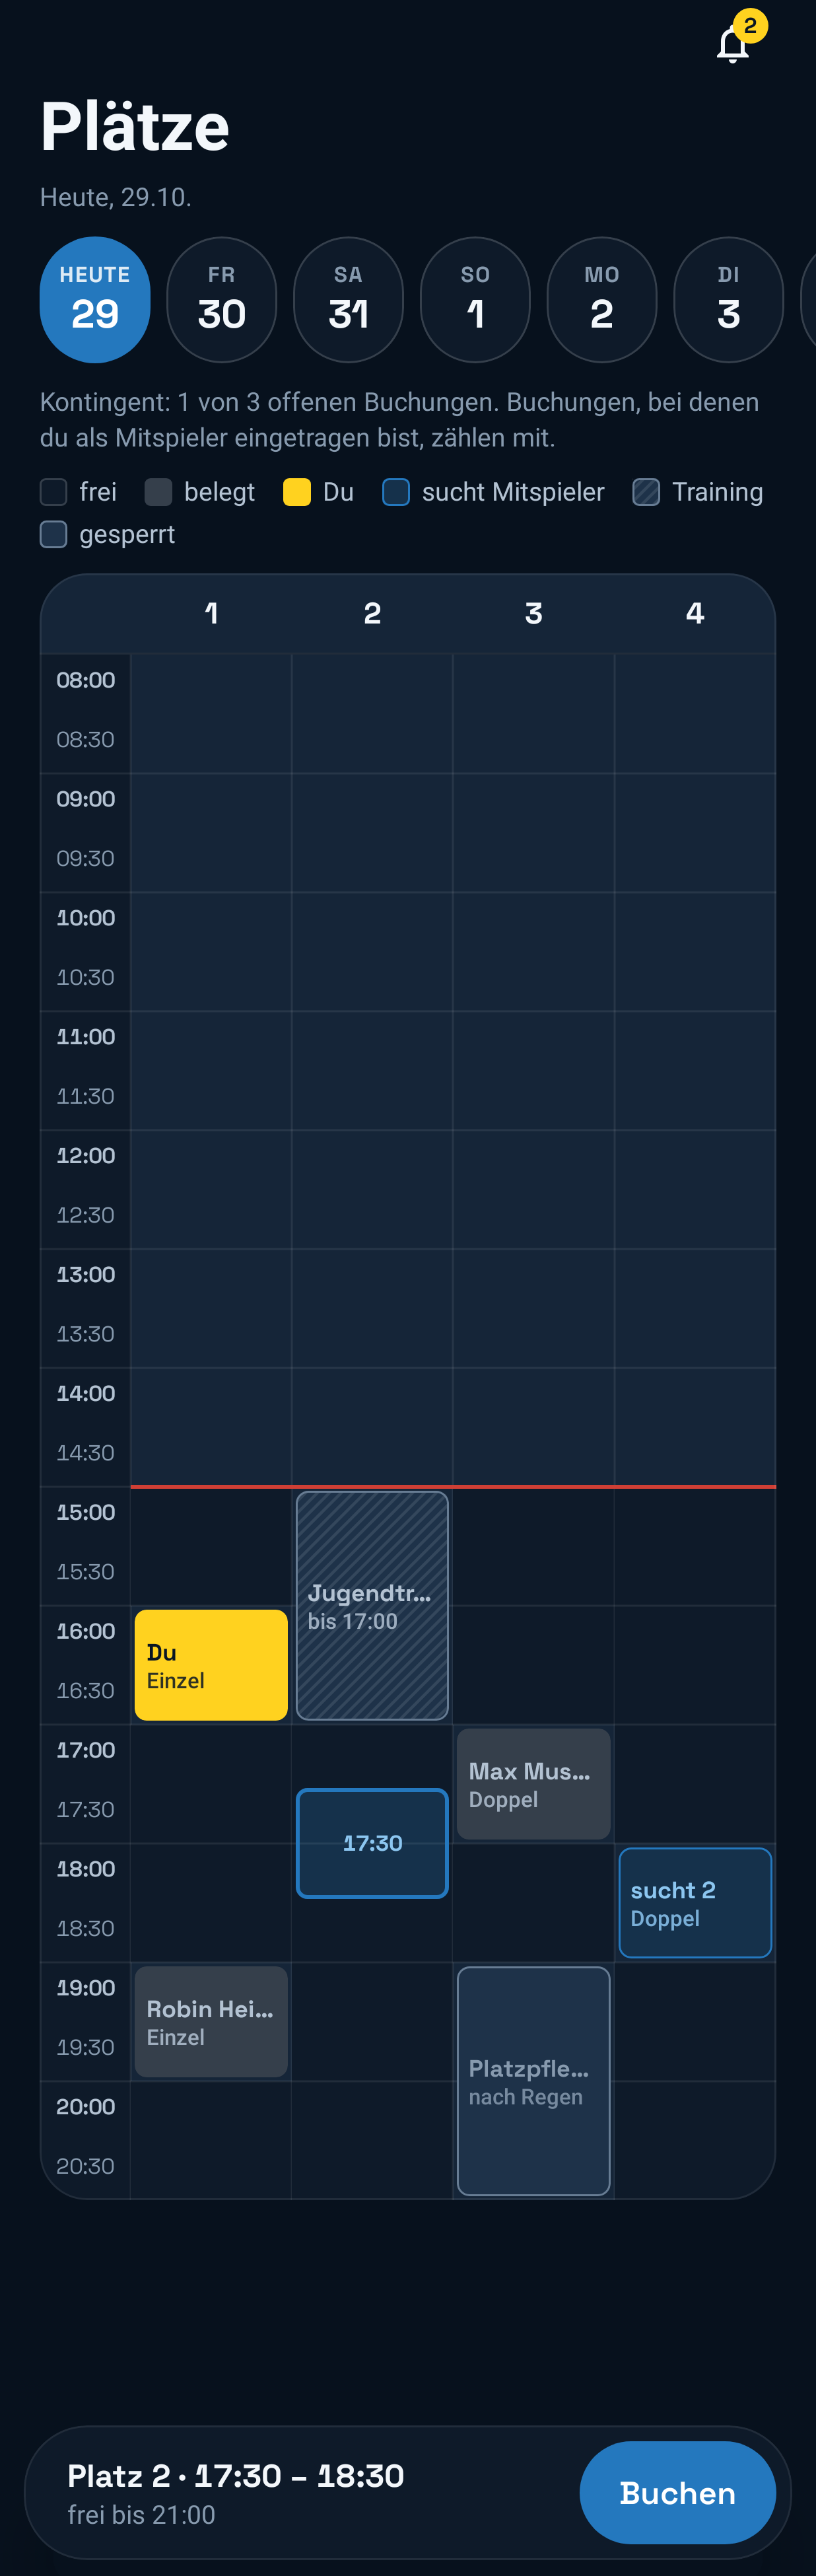 2
Plätze
Heute, 29.10.
HEUTE FR SA SO MO DI
29 30 31 1 2 3
Kontingent: 1 von 3 offenen Buchungen. Buchungen, bei denen
du als Mitspieler eingetragen bist, zählen mit.
frei belegt Du sucht Mitspieler Training
gesperrt
1 2 3 4
08:00
08:30
09:00
09:30
10:00
10:30
11:00
11:30
12:00
12:30
13:00
13:30
14:00
14:30
15:00
15:30
Jugendtr...
bis 17:00
16:00
Du
Einzel
16:30
17:00
Max Mus...
Doppel
17:30
17:30
18:00
sucht 2
Doppel
18:30
19:00
Robin Hei...
Einzel
19:30
Platzpfle...
nach Regen
20:00
20:30
Platz 2 · 17:30 – 18:30
frei bis 21:00
Buchen